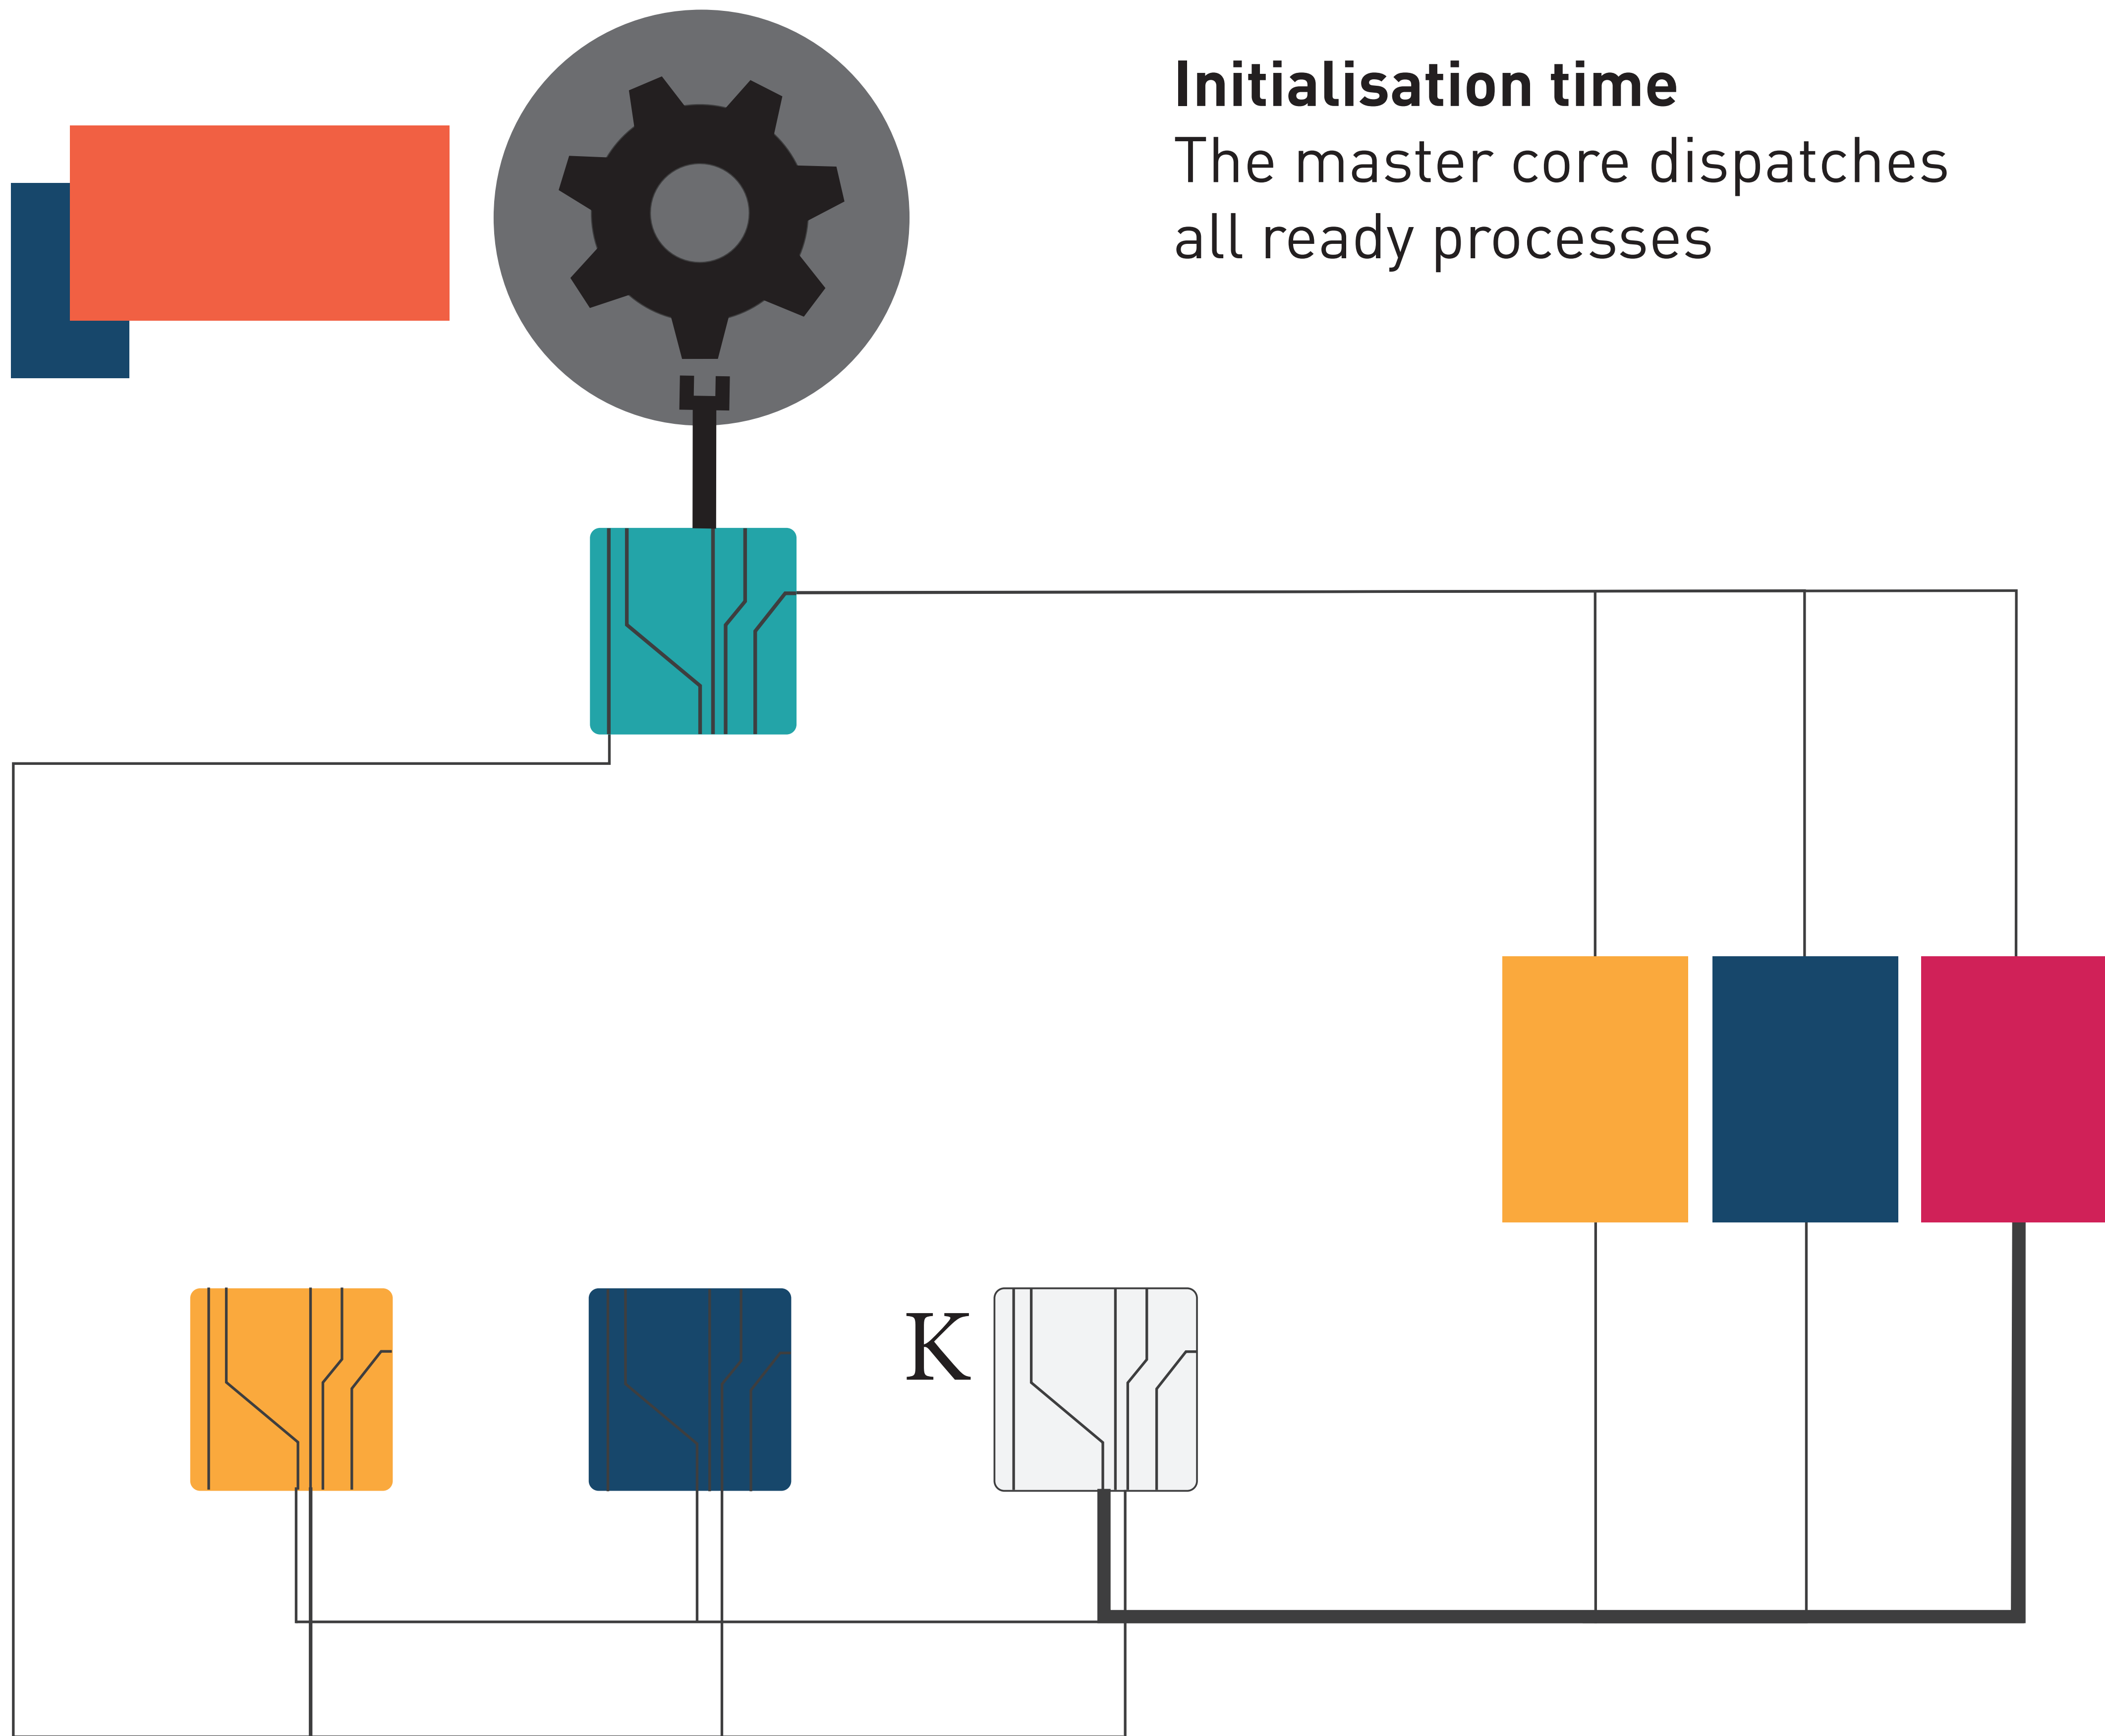 Initialisation time
The master core dispatches
all ready processes
K